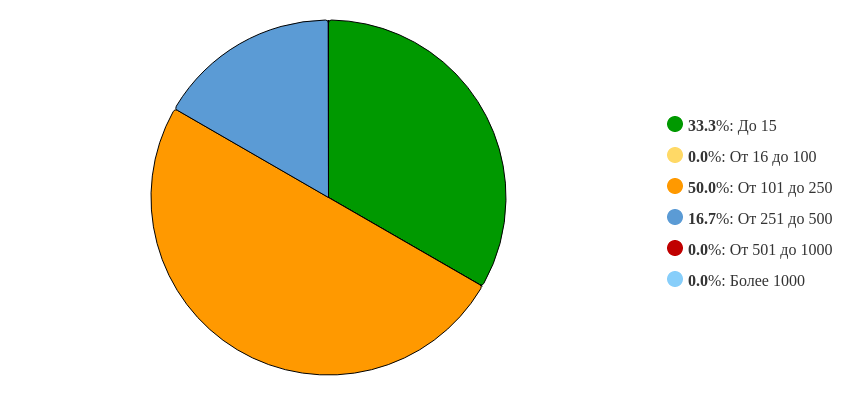 33.3%: До 15
0.0%: От 16 до 100
50.0%: От 101 до 250
16.7%: От 251 до 500
0.0%: От 501 до 1000
0.0%: Более 1000